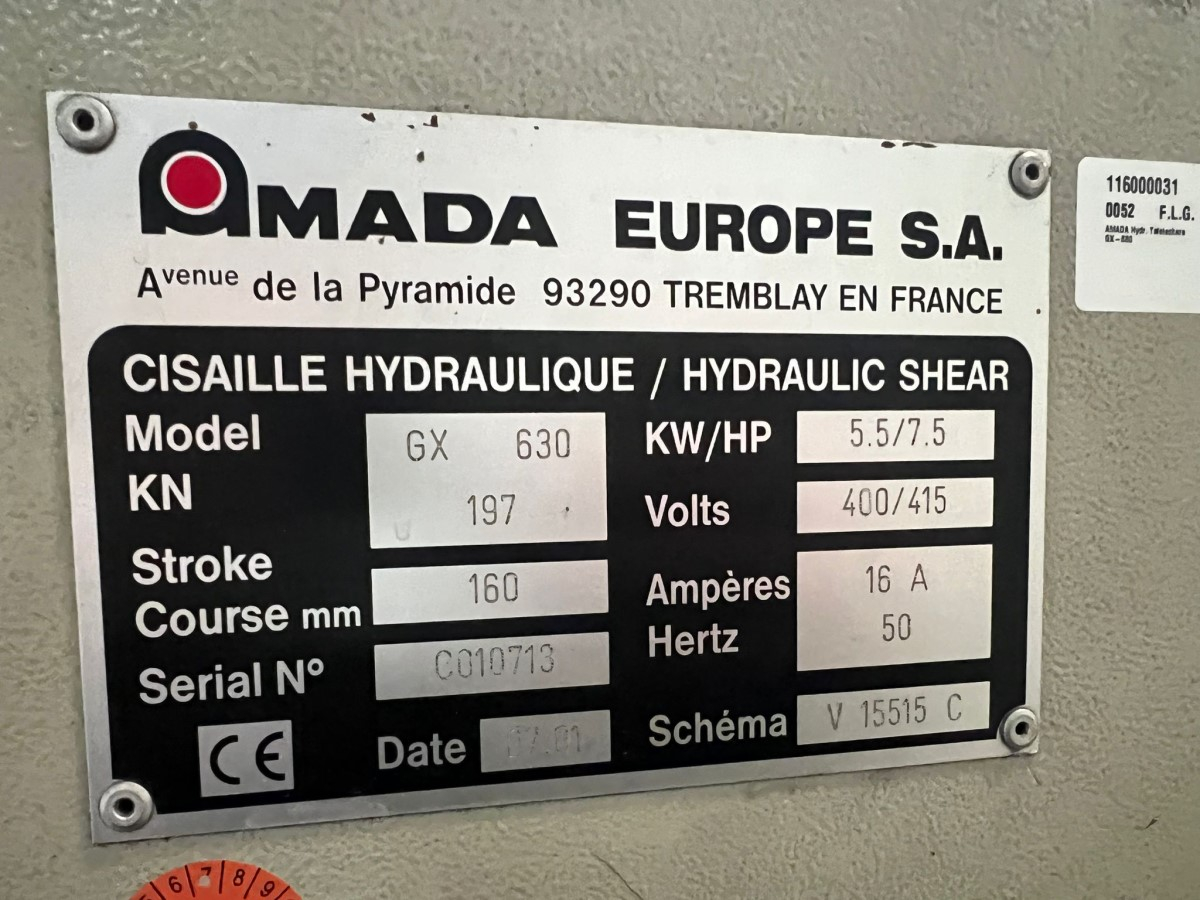 AMADA EUROPE S.A.
Avenue de la Pyramide 93290 TREMBLAY EN FRANCE
CISAILLE HYDRAULIQUE / HYDRAULIC SHEAR
Model GX 630
KN 197
Stroke
Course mm 160
Serial N° C010713
CE
Date
KW/HP 5.5/7.5
Volts 400/415
Ampères 16 A
Hertz 50
Schéma V 15515 C
116000031
0052 F.L.G.
AMADA Hydr.
6 7 8 9